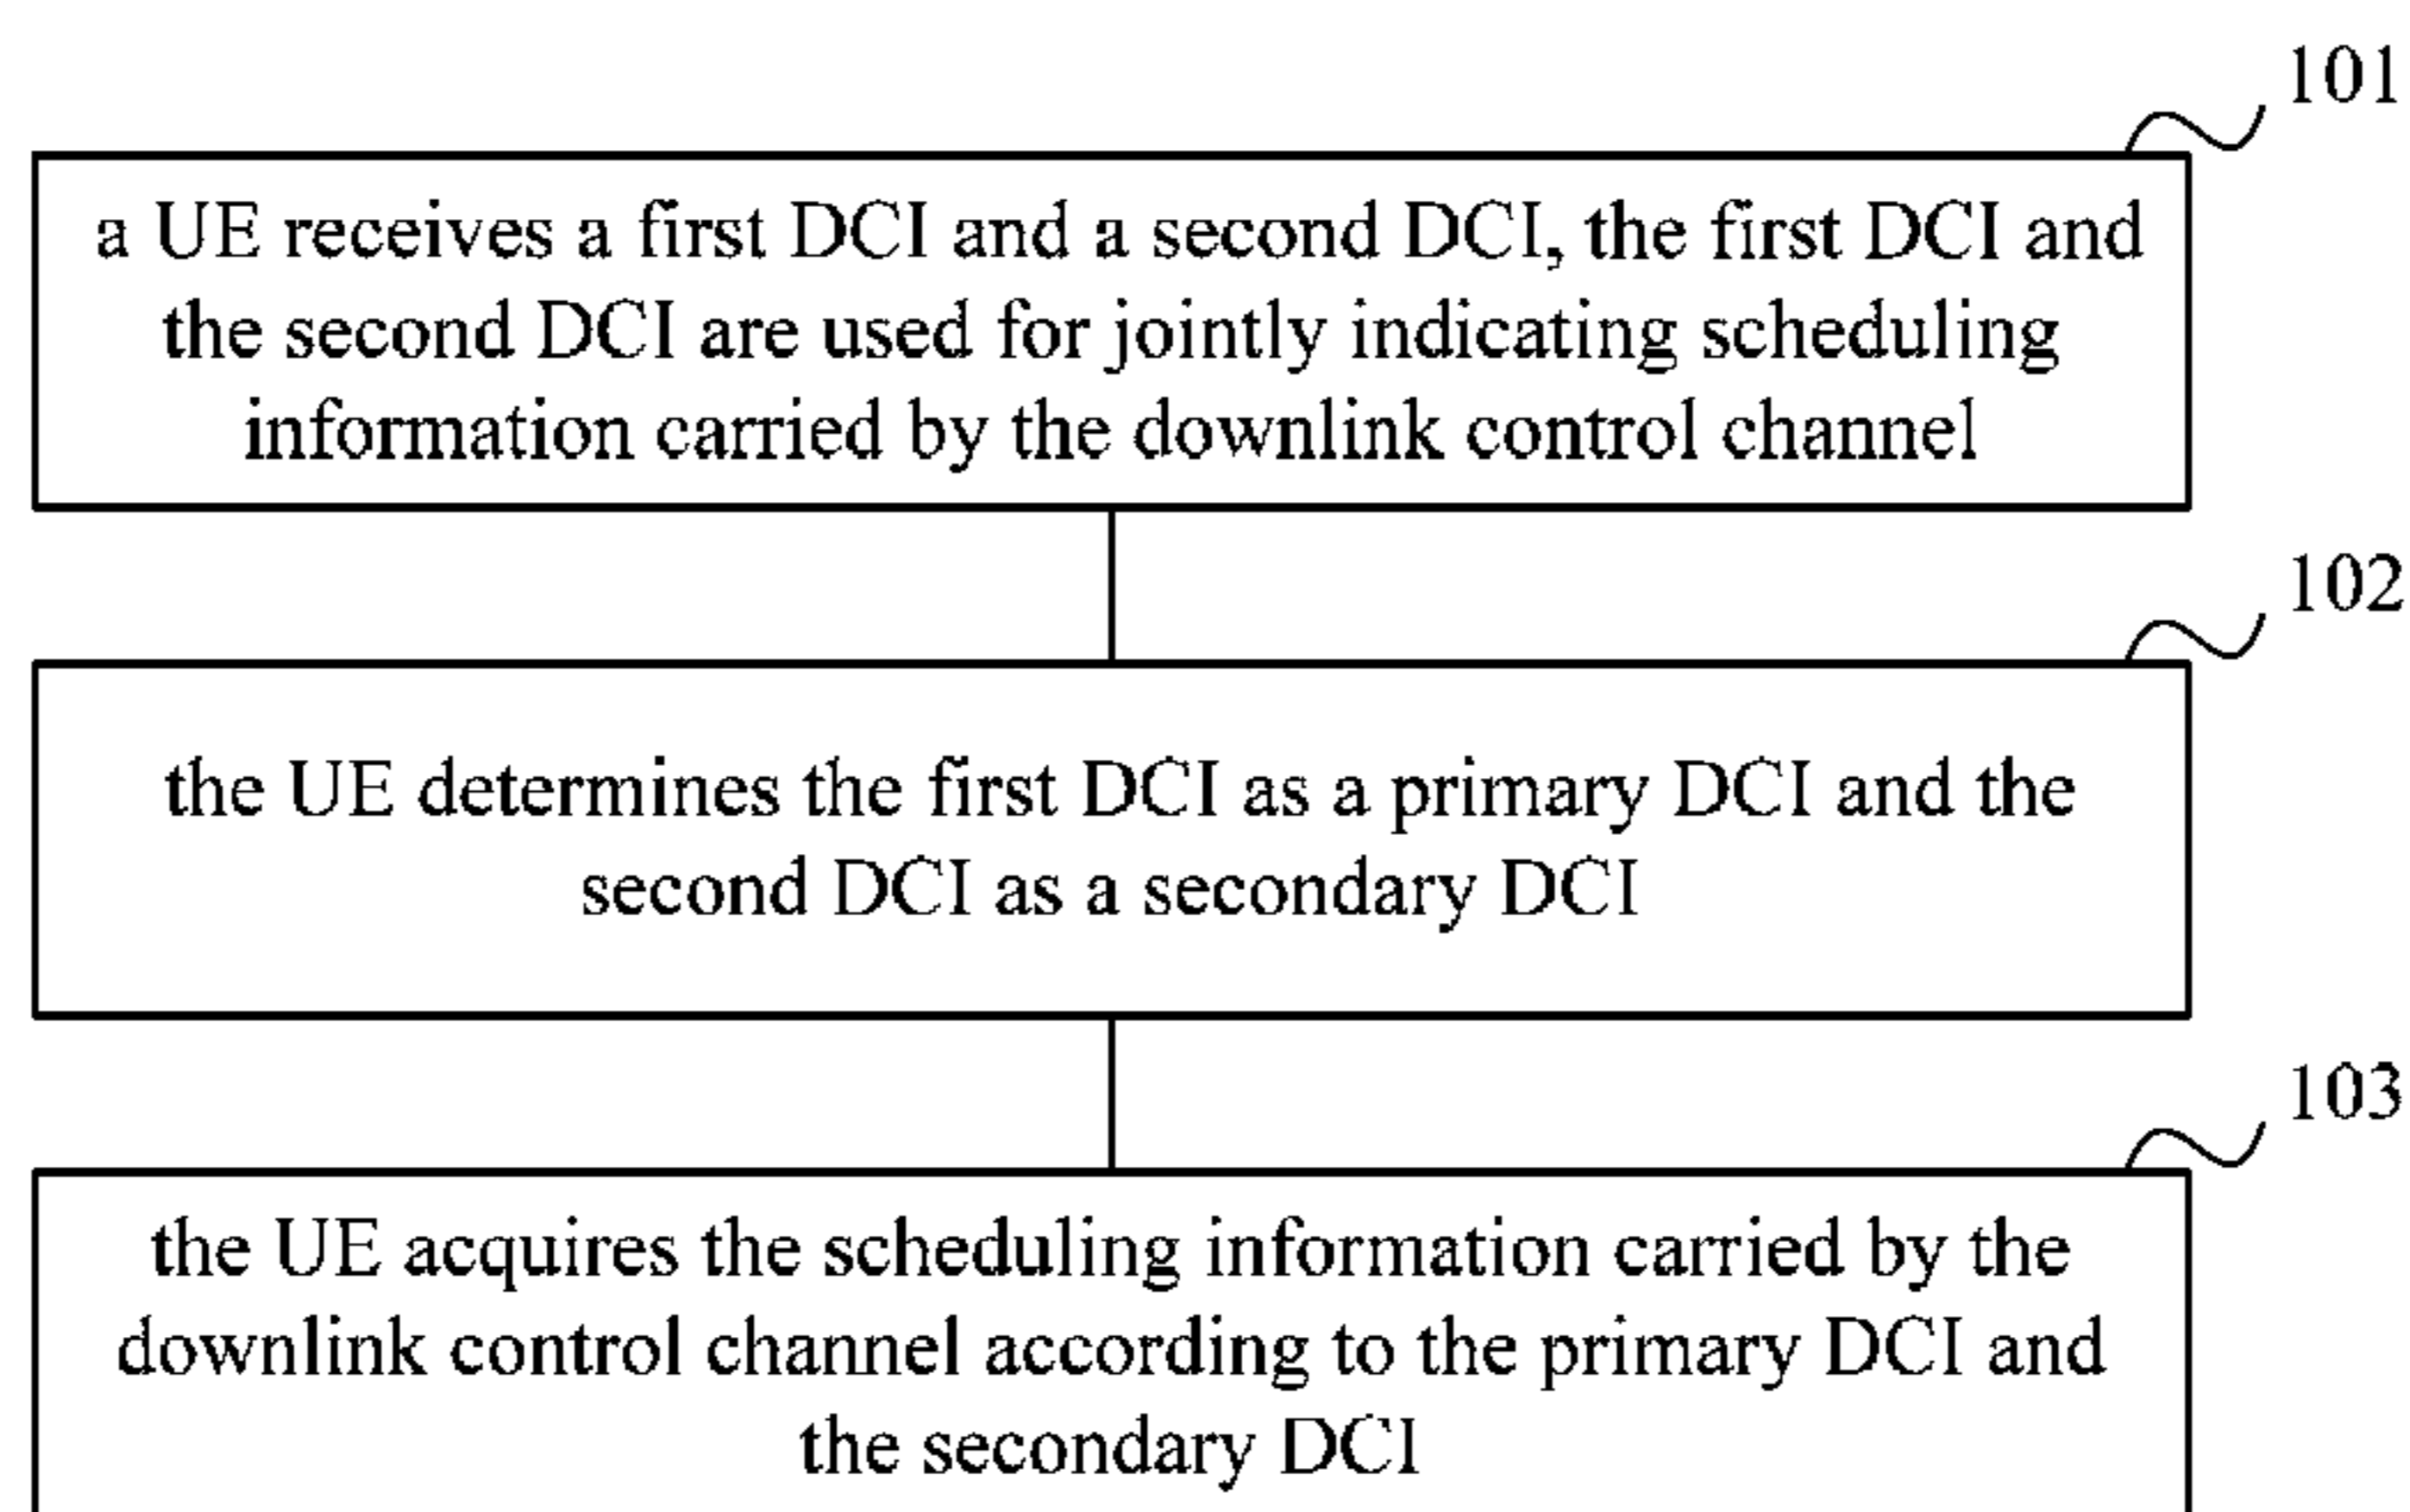 101
a UE receives a first DCI and a second DCI, the first DCI and
the second DCI are used for jointly indicating scheduling
information carried by the downlink control channel
102
the UE determines the first DCI as a primary DCI and the
second DCI as a secondary DCI
103
the UE acquires the scheduling information carried by the
downlink control channel according to the primary DCI and
the secondary DCI